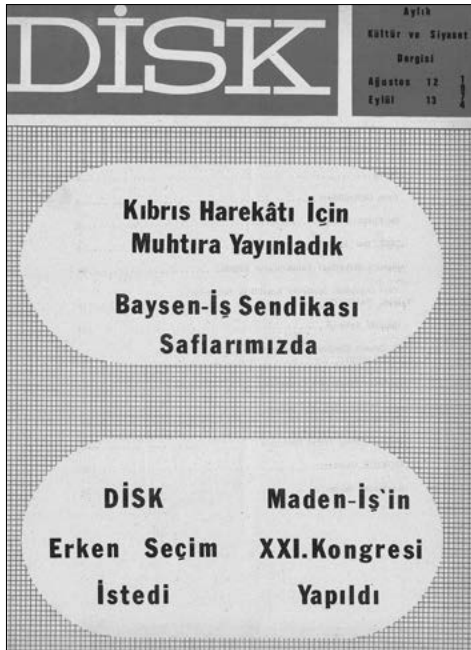 DİSK
Aylık
Kültür ve Siyaset
Dergisi
Ağustos 12
Eylül 13
1974
Kıbrıs Harekâtı İçin
Muhtıra Yayınladık
Baysen-İş Sendikası
Saflarımızda
DİSK
Erken Seçim
İstedi
Maden-İş'in
XXI.Kongresi
Yapıldı